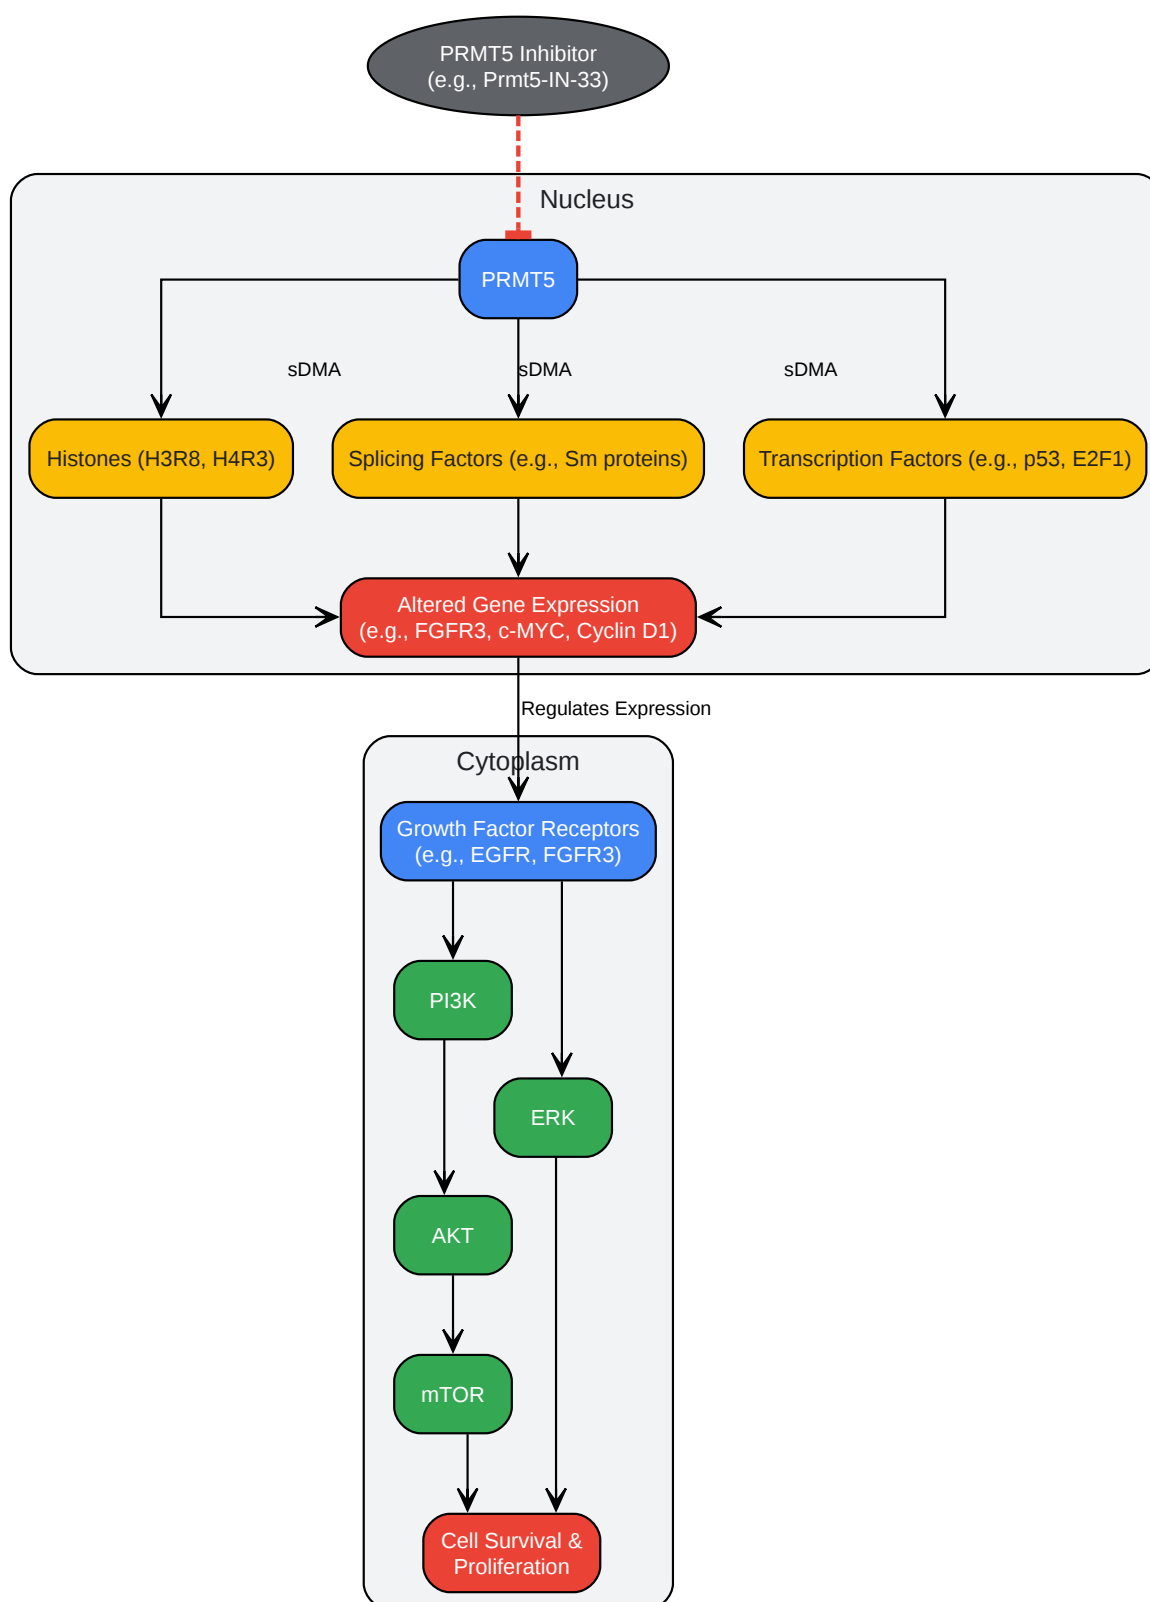 PRMT5 Inhibitor
(e.g., Prmt5-IN-33)
Nucleus
PRMT5
sDMA
sDMA
sDMA
Histones (H3R8, H4R3)
Splicing Factors (e.g., Sm proteins)
Transcription Factors (e.g., p53, E2F1)
Altered Gene Expression
(e.g., FGFR3, c-MYC, Cyclin D1)
Regulates Expression
Cytoplasm
Growth Factor Receptors
(e.g., EGFR, FGFR3)
PI3K
ERK
AKT
mTOR
Cell Survival &
Proliferation